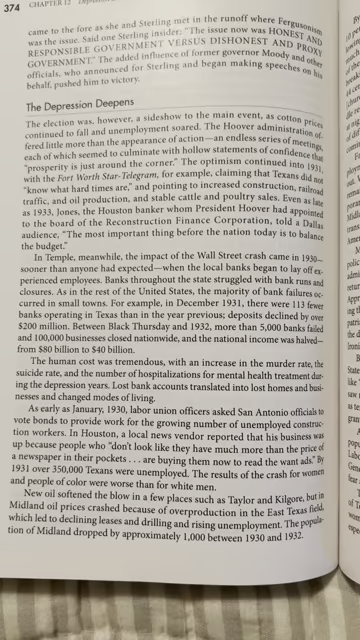 374 CHAPTER 12
came to the fore as she and Sterling met in the runoff where Fergusonism
was the issue. Said one Sterling insider: "The issue now was HONEST AND
RESPONSIBLE GOVERNMENT VERSUS DISHONEST AND PROXY
GOVERNMENT." The added influence of former governor Moody and other
officials, who announced for Sterling and began making speeches on his
behalf, pushed him to victory.
The Depression Deepens
The election was, however, a sideshow to the main event, as cotton prices
continued to fall and unemployment soared. The Hoover administration of-
fered little more than the appearance of action—an endless series of meetings,
each of which seemed to culminate with hollow statements of confidence that
"prosperity is just around the corner." The optimism continued into 1931,
with the Fort Worth Star-Telegram, for example, claiming that Texans did not
"know what hard times are," and pointing to increased construction, railroad
traffic, and oil production, and stable cattle and poultry sales. Even as late
as 1933, Jones, the Houston banker whom President Hoover had appointed
to the board of the Reconstruction Finance Corporation, told a Dallas
audience, "The most important thing before the nation today is to balance
the budget."
In Temple, meanwhile, the impact of the Wall Street crash came in 1930—
sooner than anyone had expected—when the local banks began to lay off ex-
perienced employees. Banks throughout the state struggled with bank runs and
closures. As in the rest of the United States, the majority of bank failures oc-
curred in small towns. For example, in December 1931, there were 113 fewer
banks operating in Texas than in the year previous; deposits declined by over
$200 million. Between Black Thursday and 1932, more than 5,000 banks failed
and 100,000 businesses closed nationwide, and the national income was halved—
from $80 billion to $40 billion.
The human cost was tremendous, with an increase in the murder rate, the
suicide rate, and the number of hospitalizations for mental health treatment dur-
ing the depression years. Lost bank accounts translated into lost homes and busi-
nesses and changed modes of living.
As early as January, 1930, labor union officers asked San Antonio officials to
vote bonds to provide work for the growing number of unemployed construc-
tion workers. In Houston, a local news vendor reported that his business was
up because people who "don't look like they have much more than the price of
a newspaper in their pockets . . . are buying them now to read the want ads." By
1931 over 350,000 Texans were unemployed. The results of the crash for women
and people of color were worse than for white men.
New oil softened the blow in a few places such as Taylor and Kilgore, but in
Midland oil prices crashed because of overproduction in the East Texas field,
which led to declining leases and drilling and rising unemployment. The popula-
tion of Midland dropped by approximately 1,000 between 1930 and 1932.